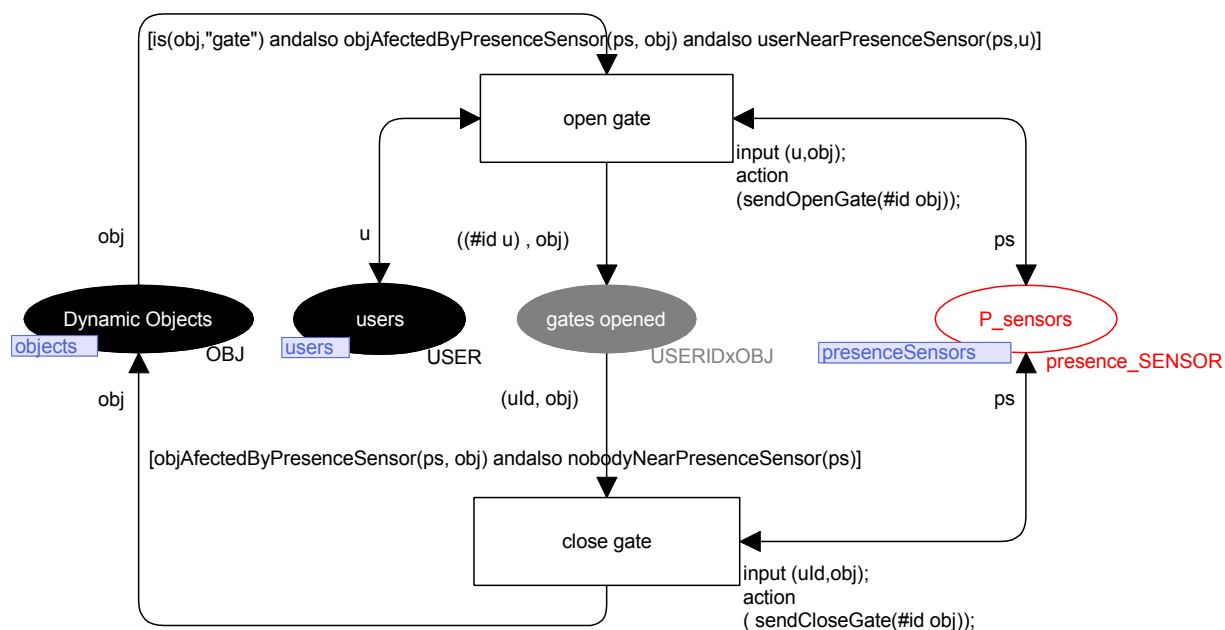 [is(obj,"gate") andalso objAfectedByPresenceSensor(ps, obj) andalso userNearPresenceSensor(ps,u)]
open gate
input (u,obj);
action
(sendOpenGate(#id obj));
obj
u
((#id u) , obj)
ps
Dynamic Objects
objects
OBJ
users
users
USER
gates opened
USERIDxOBJ
P_sensors
presenceSensors
presence_SENSOR
obj
(uId, obj)
ps
[objAfectedByPresenceSensor(ps, obj) andalso nobodyNearPresenceSensor(ps)]
close gate
input (uId,obj);
action
( sendCloseGate(#id obj));